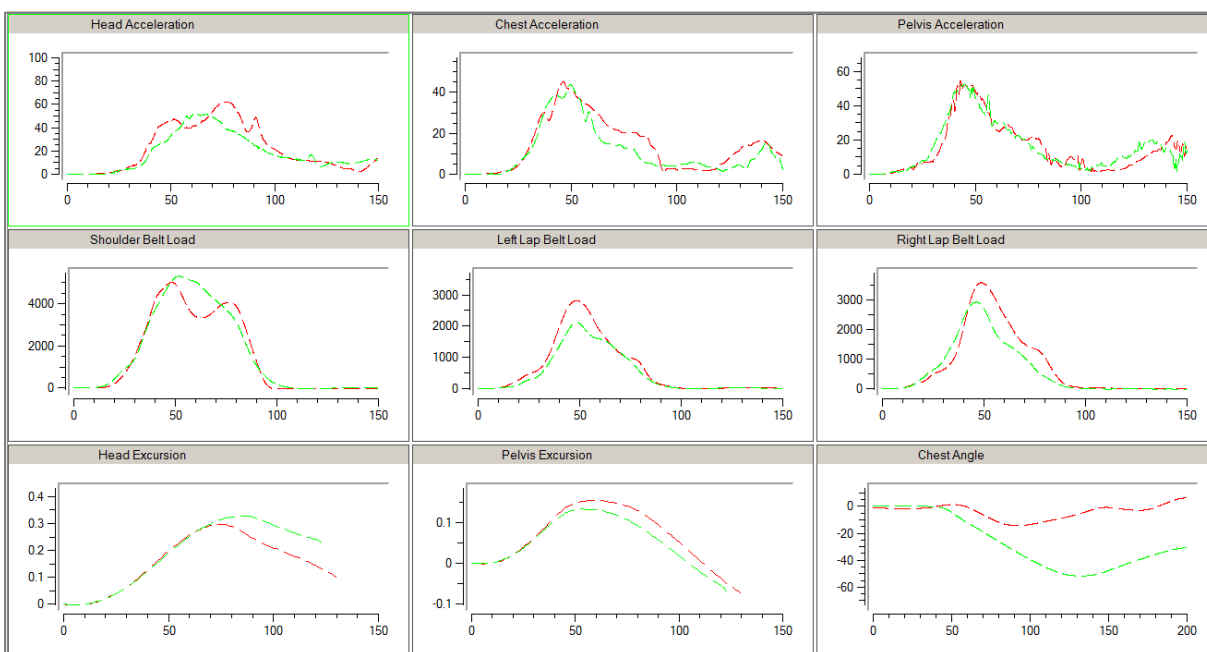 Head Acceleration
100
80
60
40
20
0
0 50 100 150
Chest Acceleration
40
20
0
0 50 100 150
Pelvis Acceleration
60
40
20
0
0 50 100 150
Shoulder Belt Load
4000
2000
0
0 50 100 150
Left Lap Belt Load
3000
2000
1000
0
0 50 100 150
Right Lap Belt Load
3000
2000
1000
0
0 50 100 150
Head Excursion
0.4
0.3
0.2
0.1
0
0 50 100 150
Pelvis Excursion
0.1
0
-0.1
0 50 100 150
Chest Angle
0
-20
-40
-60
0 50 100 150 200